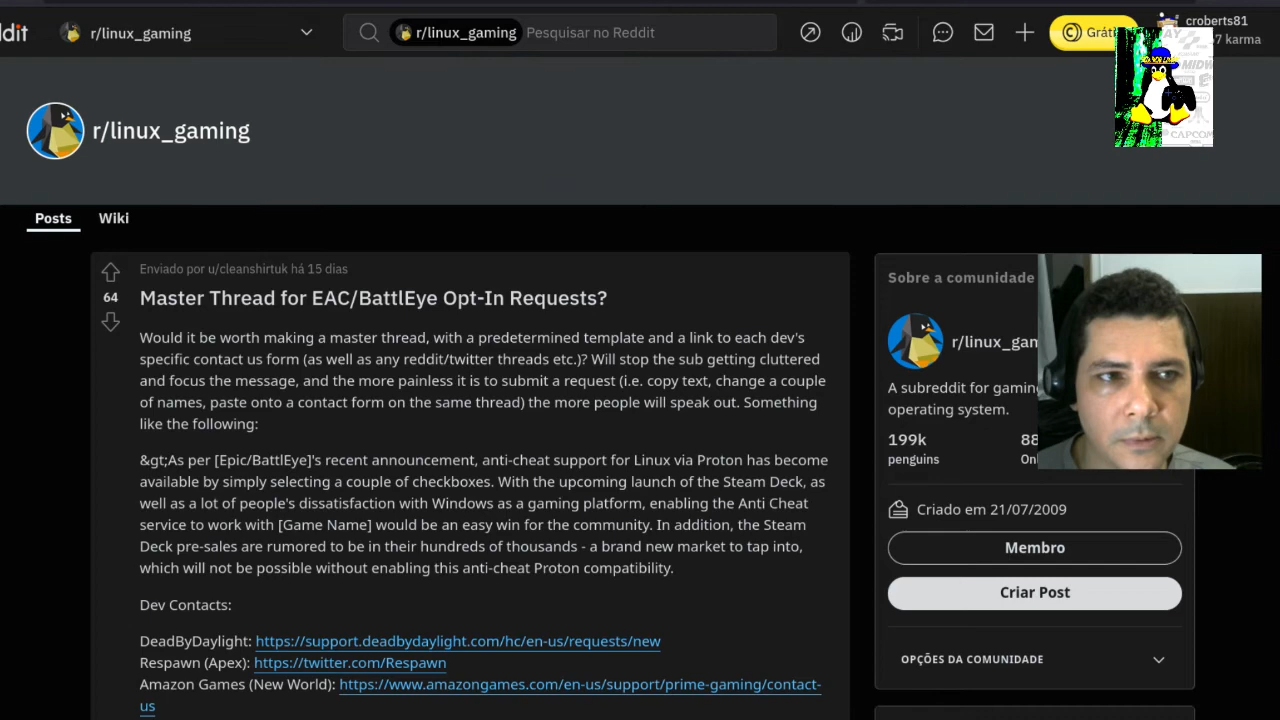 dit
r/linux_gaming
r/linux_gaming
Pesquisar no Reddit
Gráti
croberts81
7 karma
MIDW
CAPCOM
r/linux_gaming
Posts
Wiki
Enviado por u/cleanshirtuk há 15 dias
64
Master Thread for EAC/BattlEye Opt-In Requests?
Would it be worth making a master thread, with a predetermined template and a link to each dev's
specific contact us form (as well as any reddit/twitter threads etc.)? Will stop the sub getting cluttered
and focus the message, and the more painless it is to submit a request (i.e. copy text, change a couple
of names, paste onto a contact form on the same thread) the more people will speak out. Something
like the following:
&gt;As per [Epic/BattlEye]'s recent announcement, anti-cheat support for Linux via Proton has become
available by simply selecting a couple of checkboxes. With the upcoming launch of the Steam Deck, as
well as a lot of people's dissatisfaction with Windows as a gaming platform, enabling the Anti Cheat
service to work with [Game Name] would be an easy win for the community. In addition, the Steam
Deck pre-sales are rumored to be in their hundreds of thousands - a brand new market to tap into,
which will not be possible without enabling this anti-cheat Proton compatibility.
Dev Contacts:
DeadByDaylight: https://support.deadbydaylight.com/hc/en-us/requests/new
Respawn (Apex): https://twitter.com/Respawn
Amazon Games (New World): https://www.amazongames.com/en-us/support/prime-gaming/contact-
us
Sobre a comunidade
r/linux_gam
A subreddit for gaming
operating system.
199k
88
penguins
Onl
Criado em 21/07/2009
Membro
Criar Post
OPÇÕES DA COMUNIDADE